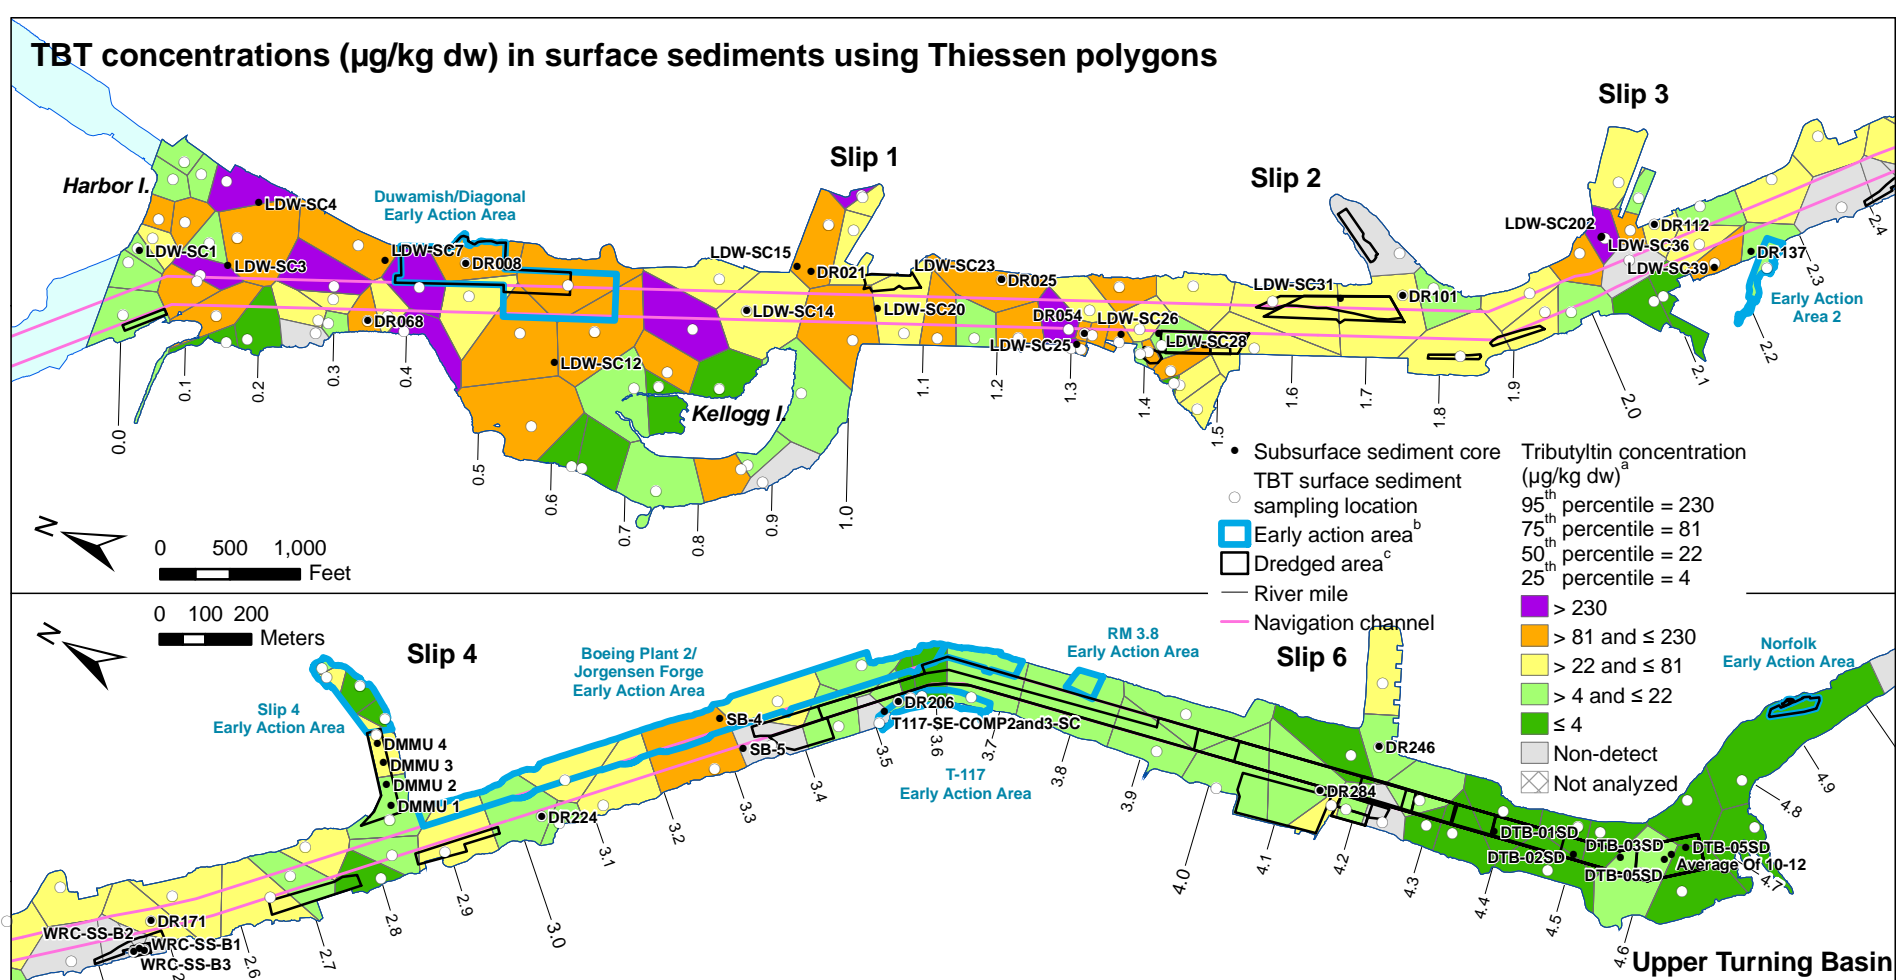 TBT concentrations (µg/kg dw) in surface sediments using Thiessen polygons
Slip 3
Slip 1
Slip 2
Harbor I.
Duwamish/Diagonal
Early Action Area
LDW-SC4
LDW-SC1
LDW-SC3
LDW-SC7
DR008
DR068
LDW-SC12
Kellogg I.
LDW-SC15
DR021
LDW-SC14
LDW-SC20
LDW-SC23
DR025
DR054
LDW-SC26
LDW-SC25
LDW-SC28
LDW-SC31
DR101
LDW-SC202
DR112
LDW-SC36
LDW-SC39
DR137
Early Action
Area 2
0.0
0.1
0.2
0.3
0.4
0.5
0.6
0.7
0.8
0.9
1.0
1.1
1.2
1.3
1.4
1.5
1.6
1.7
1.8
1.9
2.0
2.1
2.2
2.3
2.4
N
0 500 1,000
Feet
Subsurface sediment core
TBT surface sediment
sampling location
Early action area b
Dredged area c
River mile
Navigation channel
Tributyltin concentration
(µg/kg dw) a
95th percentile = 230
75th percentile = 81
50th percentile = 22
25th percentile = 4
> 230
> 81 and ≤ 230
> 22 and ≤ 81
> 4 and ≤ 22
≤ 4
Non-detect
Not analyzed
0 100 200
Meters
N
Slip 4
Slip 4
Early Action Area
Boeing Plant 2/
Jorgensen Forge
Early Action Area
RM 3.8
Early Action Area
Slip 6
Norfolk
Early Action Area
DMMU 4
DMMU 3
DMMU 2
DMMU 1
SB-4
SB-5
DR206
T117-SE-COMP2and3-SC
T-117
Early Action Area
DR224
DR246
DR284
DTB-01SD
DTB-02SD
DTB-03SD
DTB-05SD
DTB-05SD
Average Of 10-12
DR171
WRC-SS-B2
WRC-SS-B1
WRC-SS-B3
2.6
2.7
2.8
2.9
3.0
3.1
3.2
3.3
3.4
3.5
3.6
3.7
3.8
3.9
4.0
4.1
4.2
4.3
4.4
4.5
4.6
4.7
4.8
4.9
Upper Turning Basin